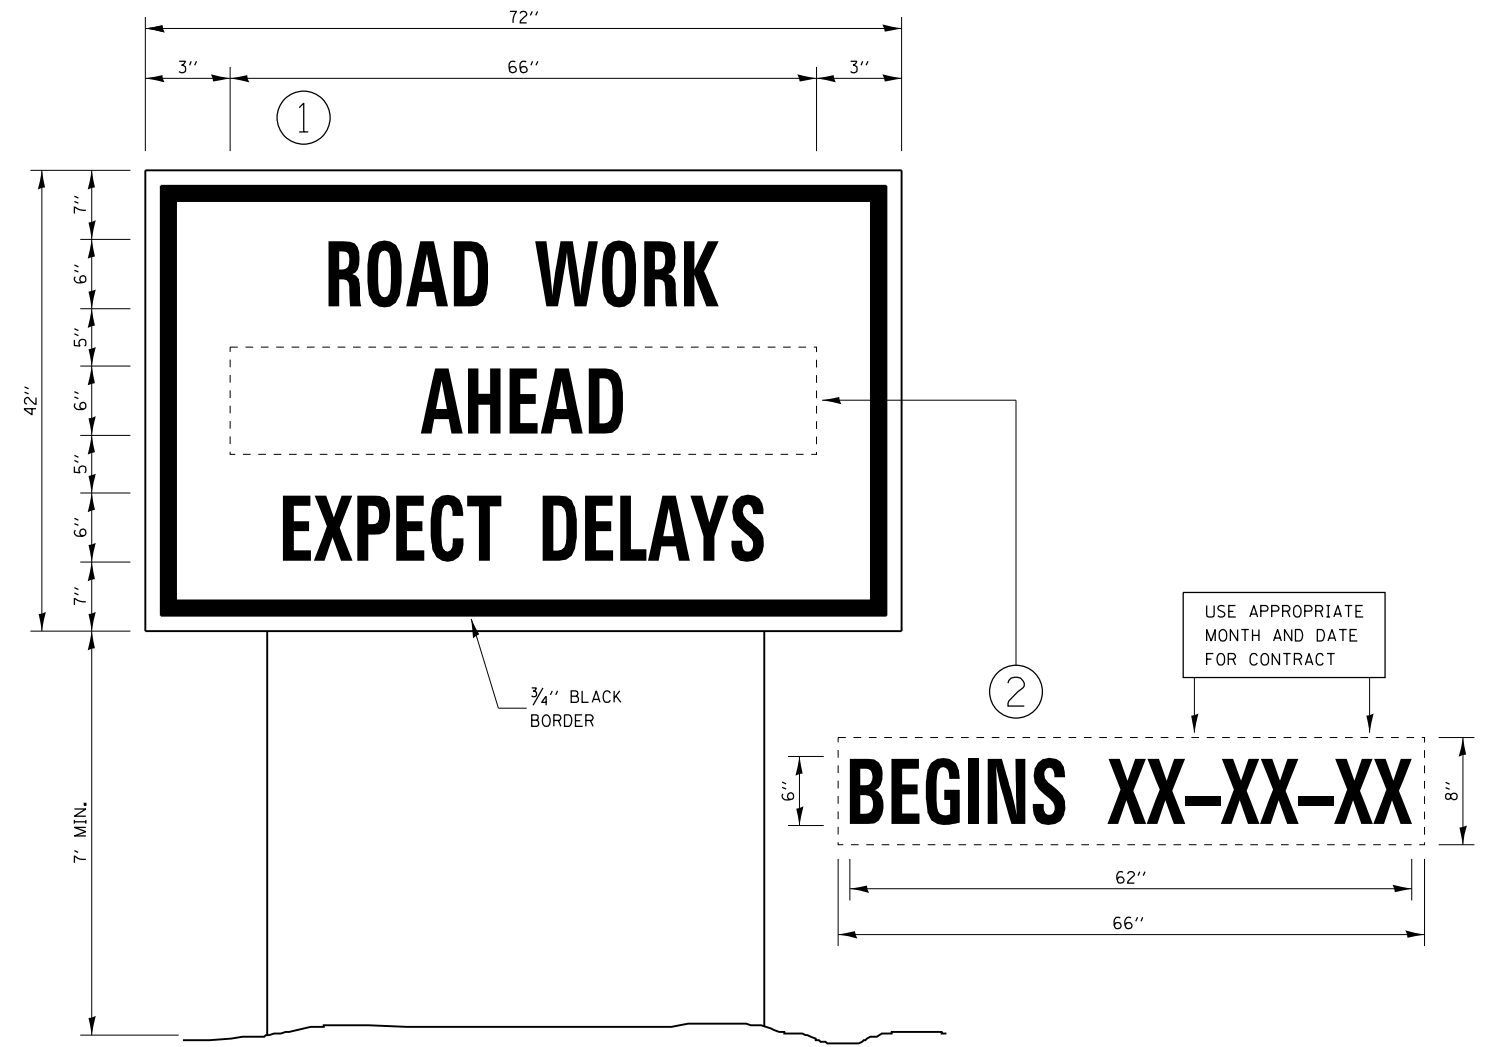 72''
3'' 66'' 3''
1
7''
6''
5''
6''
5''
6''
7''
42''
7' MIN.
ROAD WORK
AHEAD
EXPECT DELAYS
3/4'' BLACK
BORDER
2
USE APPROPRIATE
MONTH AND DATE
FOR CONTRACT
6''
BEGINS XX-XX-XX
8''
62''
66''